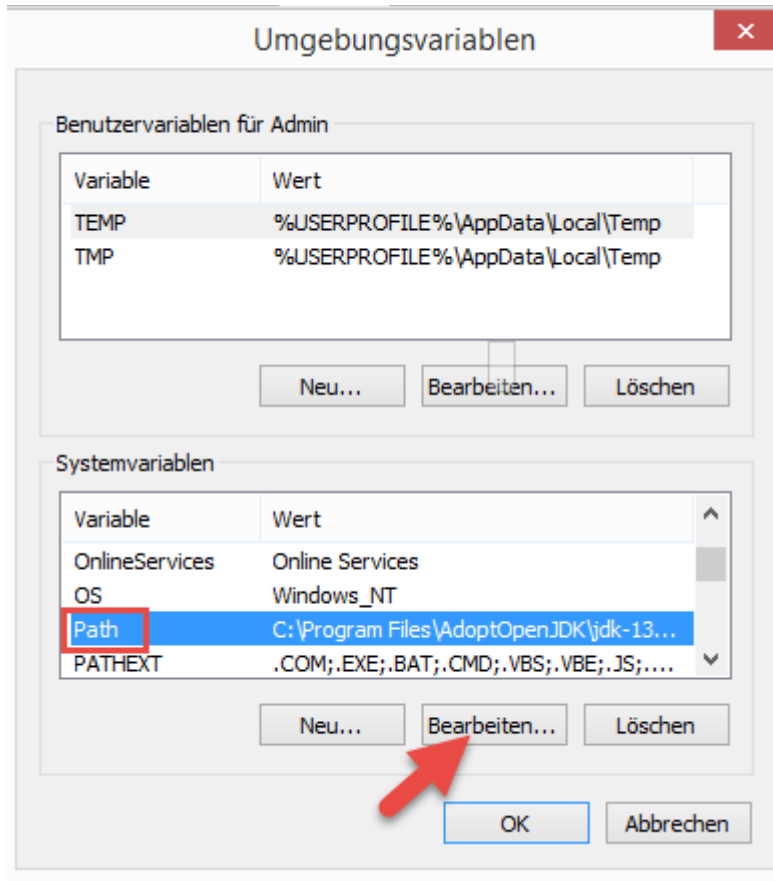 Umgebungsvariablen
Benutzervariablen für Admin
Variable Wert
TEMP %USERPROFILE%\AppData\Local\Temp
TMP %USERPROFILE%\AppData\Local\Temp
Neu... Bearbeiten... Löschen
Systemvariablen
Variable Wert
OnlineServices Online Services
OS Windows_NT
Path C:\Program Files\AdoptOpenJDK\jdk-13...
PATHEXT .COM;.EXE;.BAT;.CMD;.VBS;.VBE;.JS;....
Neu... Bearbeiten... Löschen
OK Abbrechen